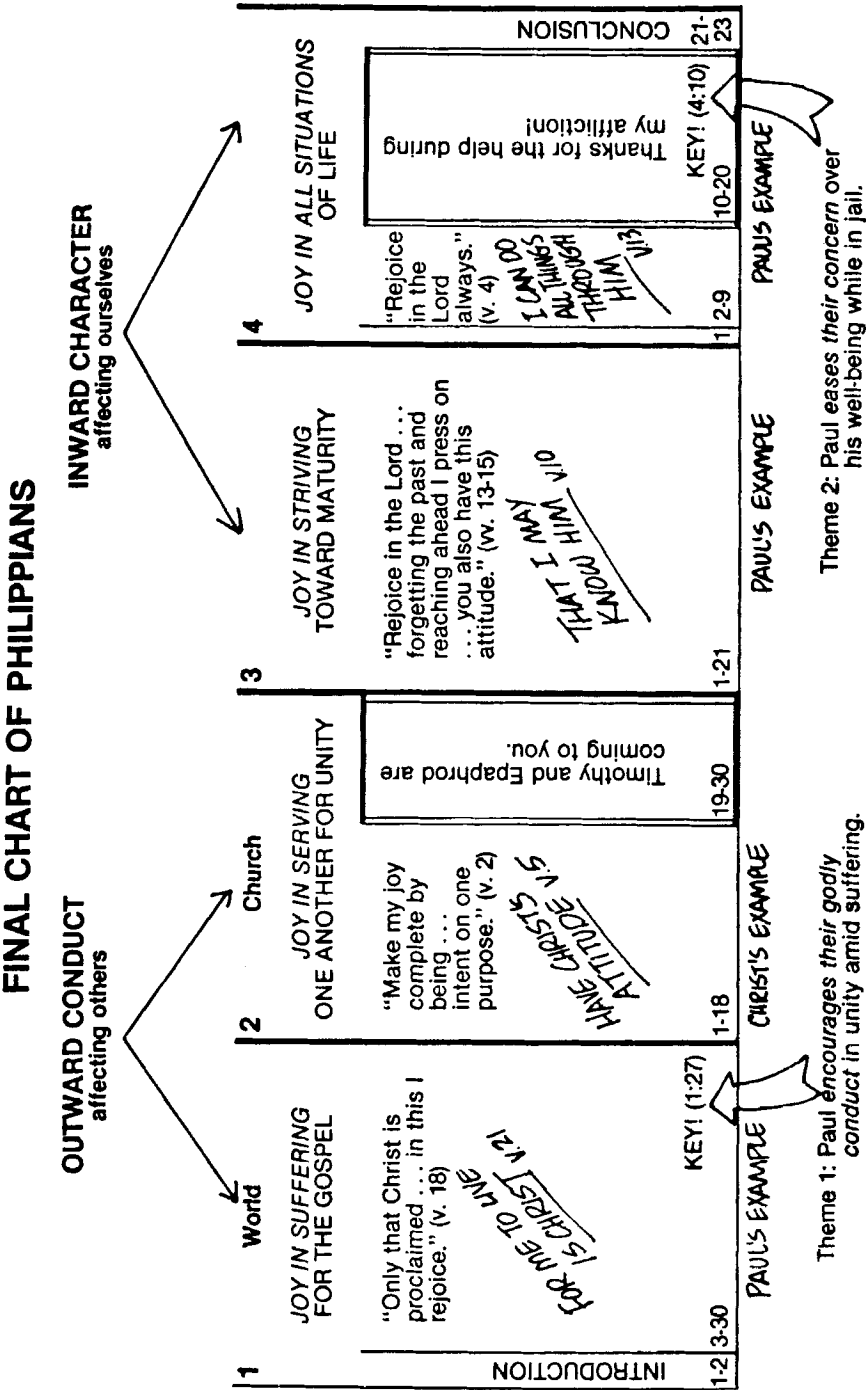 FINAL CHART OF PHILIPPIANS
OUTWARD CONDUCT
affecting others
INWARD CHARACTER
affecting ourselves
World
Church
1
JOY IN SUFFERING
FOR THE GOSPEL
INTRODUCTION
1-2
"Only that Christ is
proclaimed .... in this I
rejoice." (v. 18)
FOR ME TO LIVE
IS CHRIST V.21
KEY! (1:27)
3-30
PAUL'S EXAMPLE
2
JOY IN SERVING
ONE ANOTHER FOR UNITY
"Make my joy
complete by
being ...
intent on one
purpose." (v. 2)
HAVE CHRIST'S
ATTITUDE V.5
1-18
Timothy and Epaphrod are
coming to you.
19-30
CHRIST'S EXAMPLE
3
JOY IN STRIVING
TOWARD MATURITY
"Rejoice in the Lord ...
forgetting the past and
reaching ahead I press on
... you also have this
attitude." (vv. 13-15)
THAT I MAY
KNOW HIM V.10
1-21
PAUL'S EXAMPLE
4
JOY IN ALL SITUATIONS
OF LIFE
"Rejoice
in the
Lord
always."
(v. 4)
I CAN DO
ALL THINGS
THROUGH
HIM V.13
1
2-9
Thanks for the help during
my affliction!
KEY! (4:10)
10-20
CONCLUSION
21-
23
PAUL'S EXAMPLE
Theme 1: Paul encourages their godly
conduct in unity amid suffering.
Theme 2: Paul eases their concern over
his well-being while in jail.